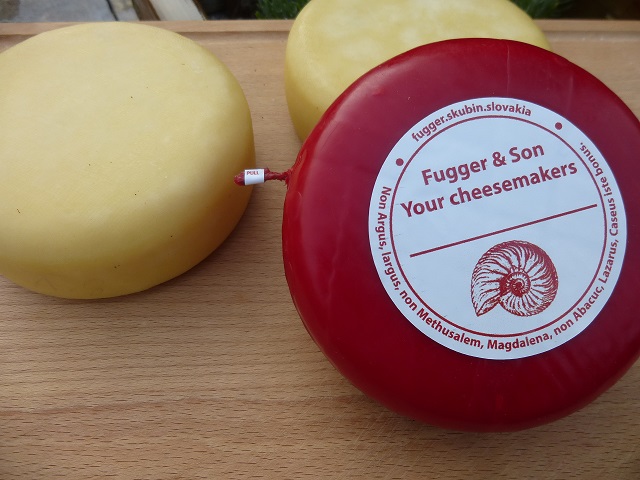 fugger.skubin.slovakia
Fugger & Son
Your cheesemakers
Non Argus, largus, non Methusalem, Magdalena, non Abacuc, Lazarus, Caseus iste bonus,
PULL